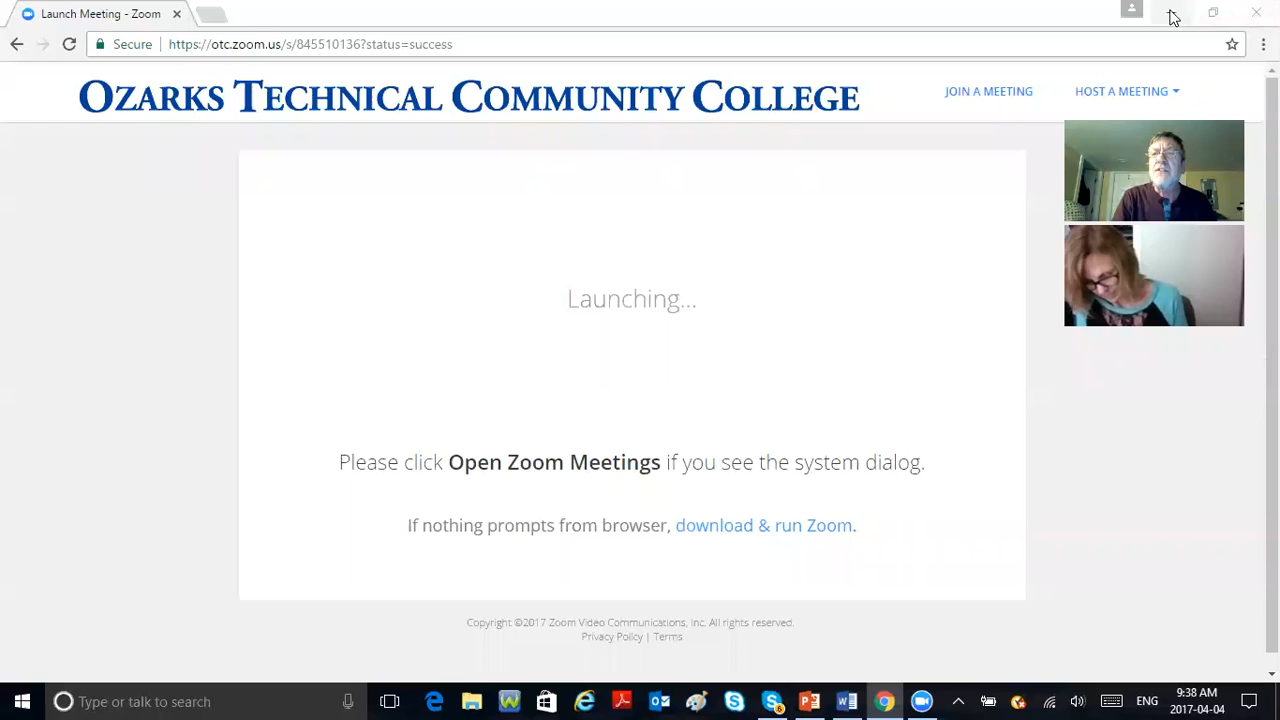 Launch Meeting - Zoom
Secure https://otc.zoom.us/s/845510136?status=success
OZARKS TECHNICAL COMMUNITY COLLEGE
JOIN A MEETING HOST A MEETING
Launching...
Please click Open Zoom Meetings if you see the system dialog.
If nothing prompts from browser, download & run Zoom.
Copyright ©2017 Zoom Video Communications, Inc. All rights reserved.
Privacy Policy | Terms
Type or talk to search
6
ENG
9:38 AM
2017-04-04